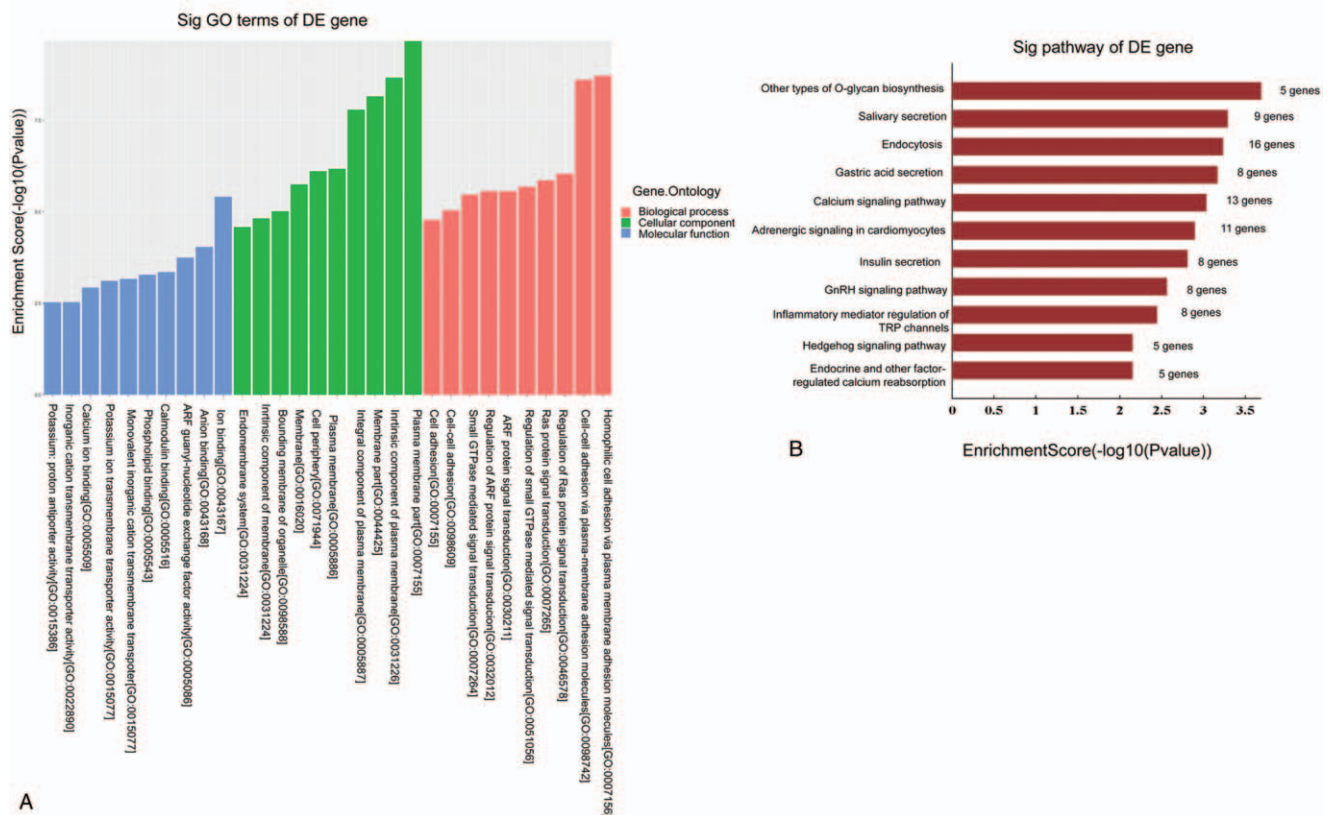 Sig GO terms of DE gene
Enrichment Score(-log10(Pvalue))
7.5
5.0
2.5
0.0
Gene.Ontology
Biological process
Cellular component
Molecular function
Potassium: proton antiporter activity[GO:0015386]
Inorganic cation transmembrane trransporter activity[GO:0022890]
Calcium ion binding[GO:0005509]
Potassium ion transmembrane transporter activity[GO:0015077]
Monovalent inorganic cation transmembrane transpoter[GO:0015077]
Phospholipid binding[GO:0005543]
Calmodulin binding[GO:0005516]
ARF guanyl-nucleotide exchange factor activity[GO:0005086]
Anion binding[GO:0043168]
Ion binding[GO:0043167]
Endomembrane system[GO:0031224]
Inrtinsic component of membrane[GO:0031224]
Bounding membrane of organelle[GO:0098588]
Membrane[GO:0016020]
Cell periphery[GO:0071944]
Plasma membrane[GO:0005886]
Integral component of plasma membrane[GO:0005887]
Membrane part[GO:0044425]
Inrtinsic component of plasma membrane[GO:0031226]
Plasma membrane part[GO:0007155]
Cell adhesion[GO:0007155]
Cell-cell adhesion[GO:0098609]
Small GTPase mediated signal transduction[GO:0007264]
Regulation of ARF protein signal transducion[GO:0032012]
ARF protein signal transduction[GO:0030211]
Regulation of small GTPase mediated signal transduction[GO:0051056]
Ras protein signal transduction[GO:0007265]
Regulation of Ras protein signal transduction[GO:0046578]
Cell-cell adhesion via plasma-membrane adhesion molecules[GO:0098742]
Homophilic cell adhesion via plasma membrane adhesion molecules[GO:0007156]
A
Sig pathway of DE gene
Other types of O-glycan biosynthesis
5 genes
Salivary secretion
9 genes
Endocytosis
16 genes
Gastric acid secretion
8 genes
Calcium signaling pathway
13 genes
Adrenergic signaling in cardiomyocytes
11 genes
Insulin secretion
8 genes
GnRH signaling pathway
8 genes
Inflammatory mediator regulation of
TRP channels
8 genes
Hedgehog signaling pathway
5 genes
Endocrine and other factor-
regulated calcium reabsorption
5 genes
0 0.5 1 1.5 2 2.5 3 3.5
B
EnrichmentScore(-log10(Pvalue))